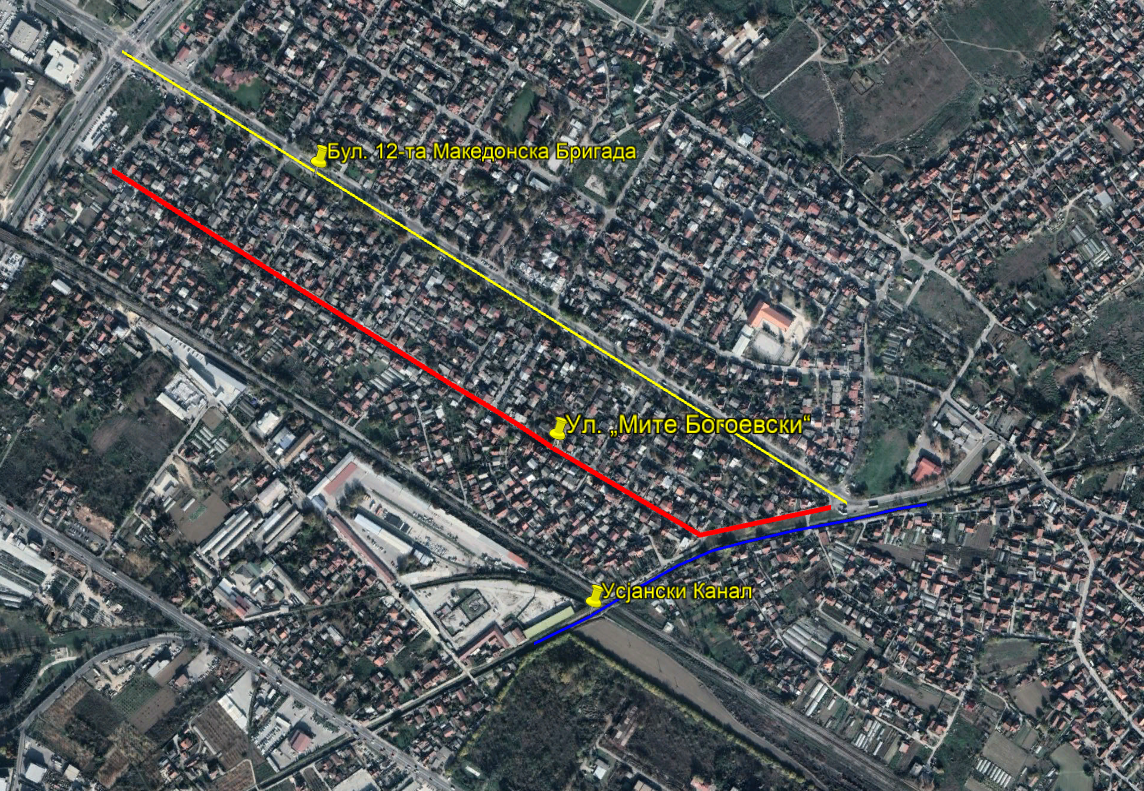 Бул. 12-та Македонска Бригада
Ул. „Мите Богоевски“
Усјански Канал